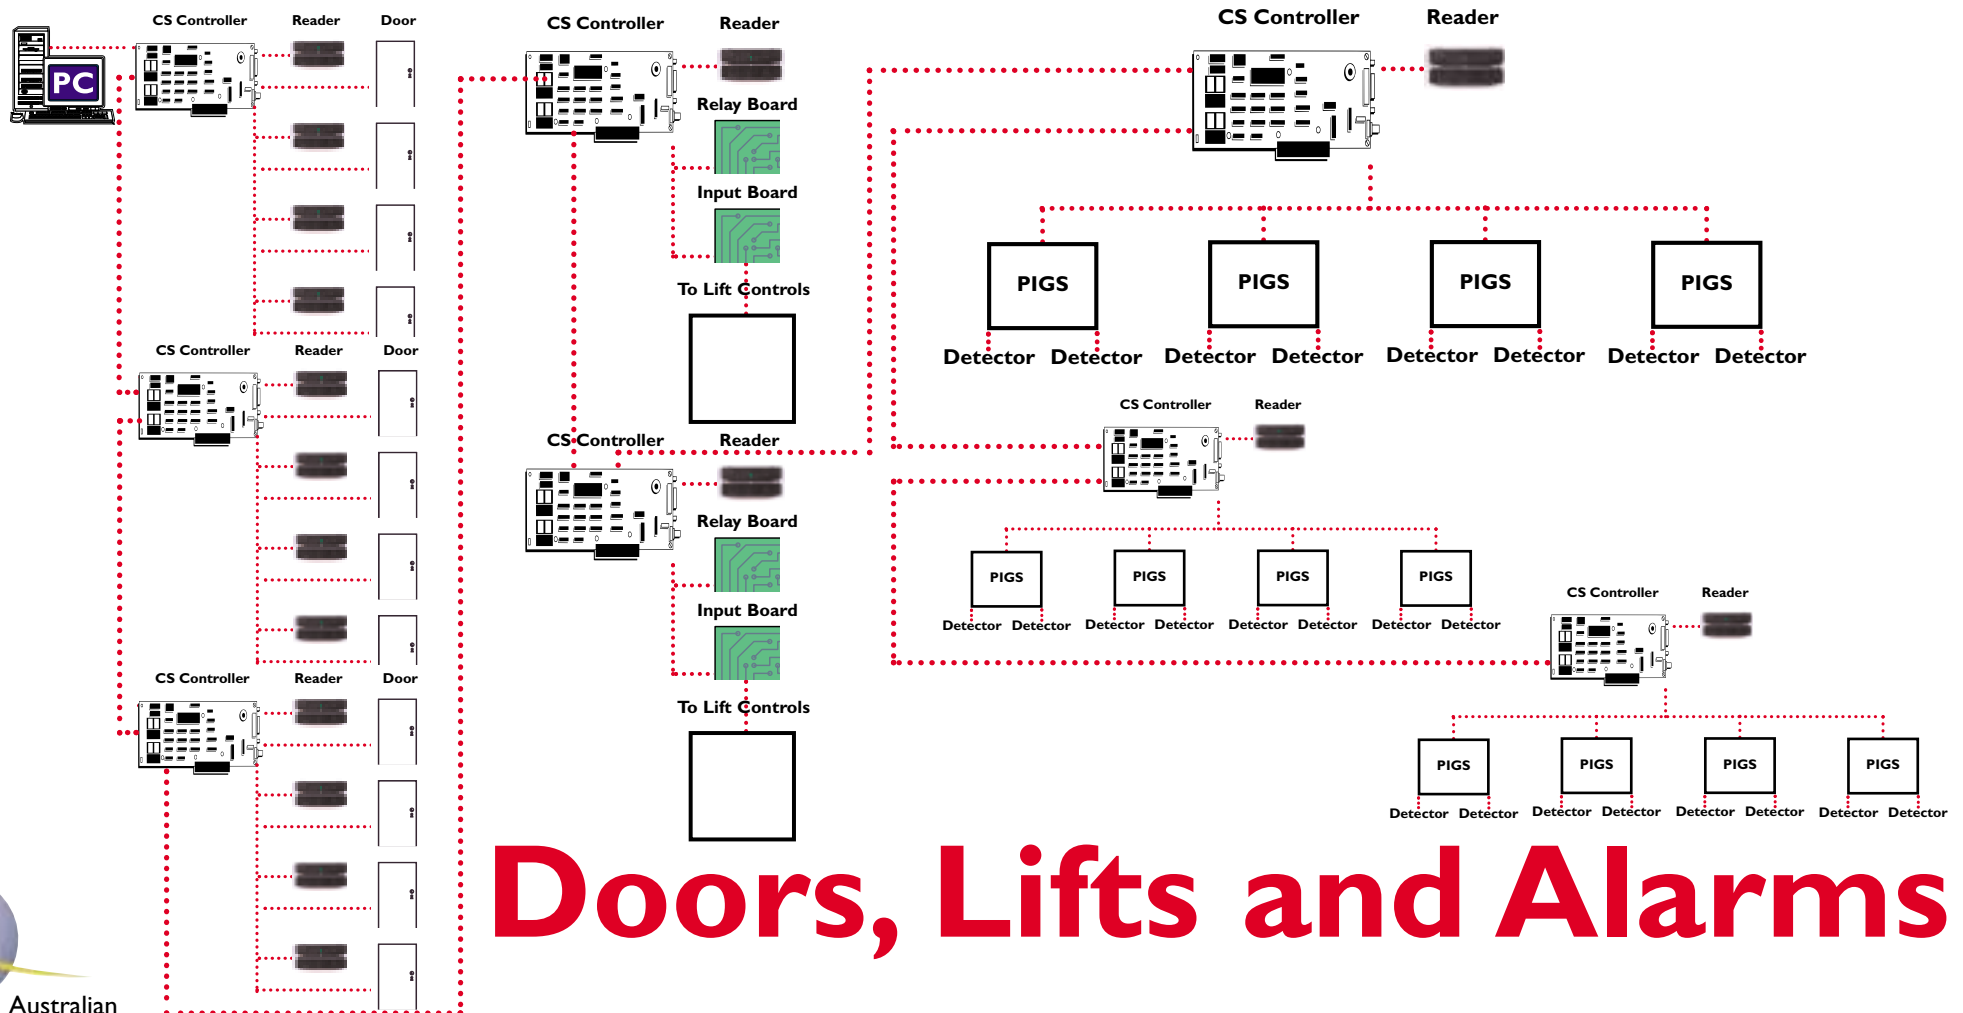 CS Controller Reader Door
PC
CS Controller Reader Door
CS Controller Reader Door
CS Controller Reader
Relay Board
Input Board
To Lift Controls
CS Controller Reader
Relay Board
Input Board
To Lift Controls
CS Controller Reader
PIGS PIGS PIGS PIGS
Detector Detector Detector Detector Detector Detector Detector Detector
CS Controller Reader
PIGS PIGS PIGS PIGS
Detector Detector Detector Detector Detector Detector Detector Detector
CS Controller Reader
PIGS PIGS PIGS PIGS
Detector Detector Detector Detector Detector Detector Detector Detector
Doors, Lifts and Alarms
Australian